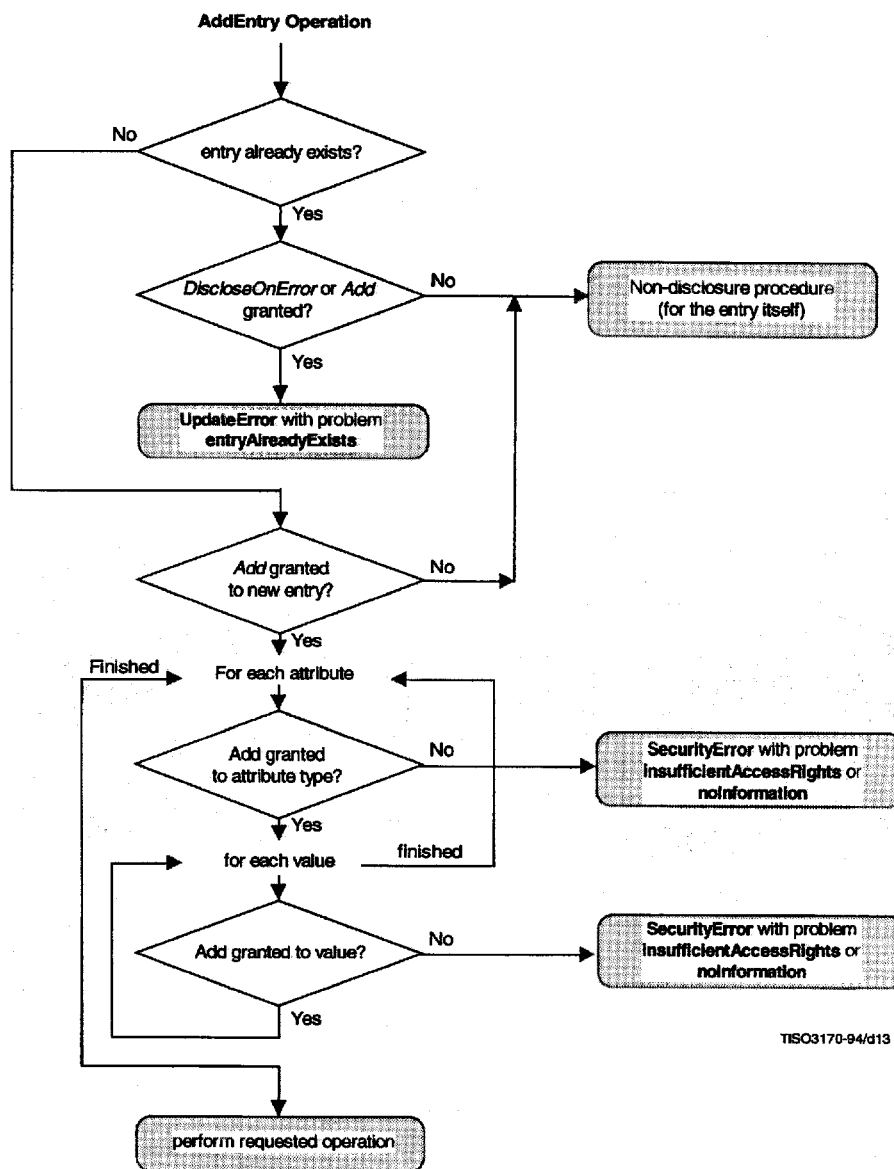 AddEntry Operation
No
entry already exists?
Yes
DiscloseOnError or Add
granted?
No
Non-disclosure procedure
(for the entry itself)
Yes
UpdateError with problem
entryAlreadyExists
Add granted
to new entry?
No
Yes
Finished
For each attribute
Add granted
to attribute type?
No
SecurityError with problem
insufficientAccessRights or
noInformation
Yes
for each value
finished
Add granted to value?
No
SecurityError with problem
insufficientAccessRights or
noInformation
Yes
TISO3170-94/d13
perform requested operation